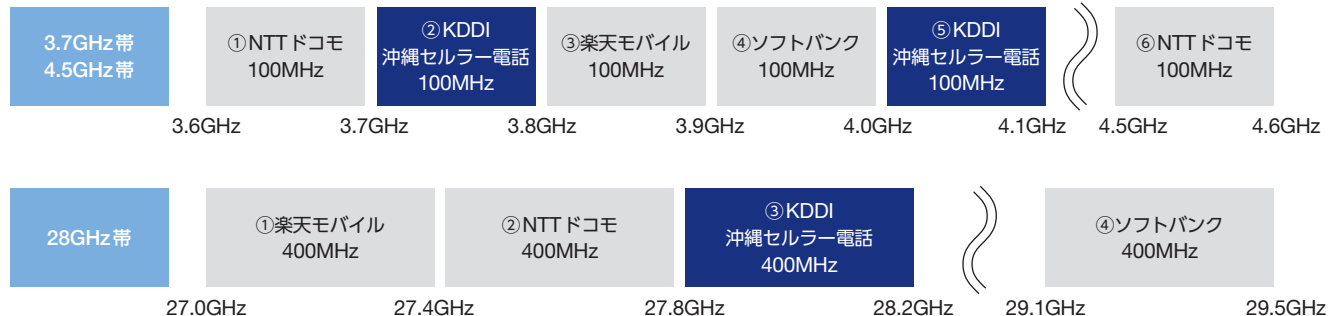 3.7GHz帯
4.5GHz帯
①NTTドコモ
100MHz
②KDDI
沖縄セルラー電話
100MHz
③楽天モバイル
100MHz
④ソフトバンク
100MHz
⑤KDDI
沖縄セルラー電話
100MHz
⑥NTTドコモ
100MHz
3.6GHz
3.7GHz
3.8GHz
3.9GHz
4.0GHz
4.1GHz
4.5GHz
4.6GHz
28GHz帯
①楽天モバイル
400MHz
②NTTドコモ
400MHz
③KDDI
沖縄セルラー電話
400MHz
④ソフトバンク
400MHz
27.0GHz
27.4GHz
27.8GHz
28.2GHz
29.1GHz
29.5GHz